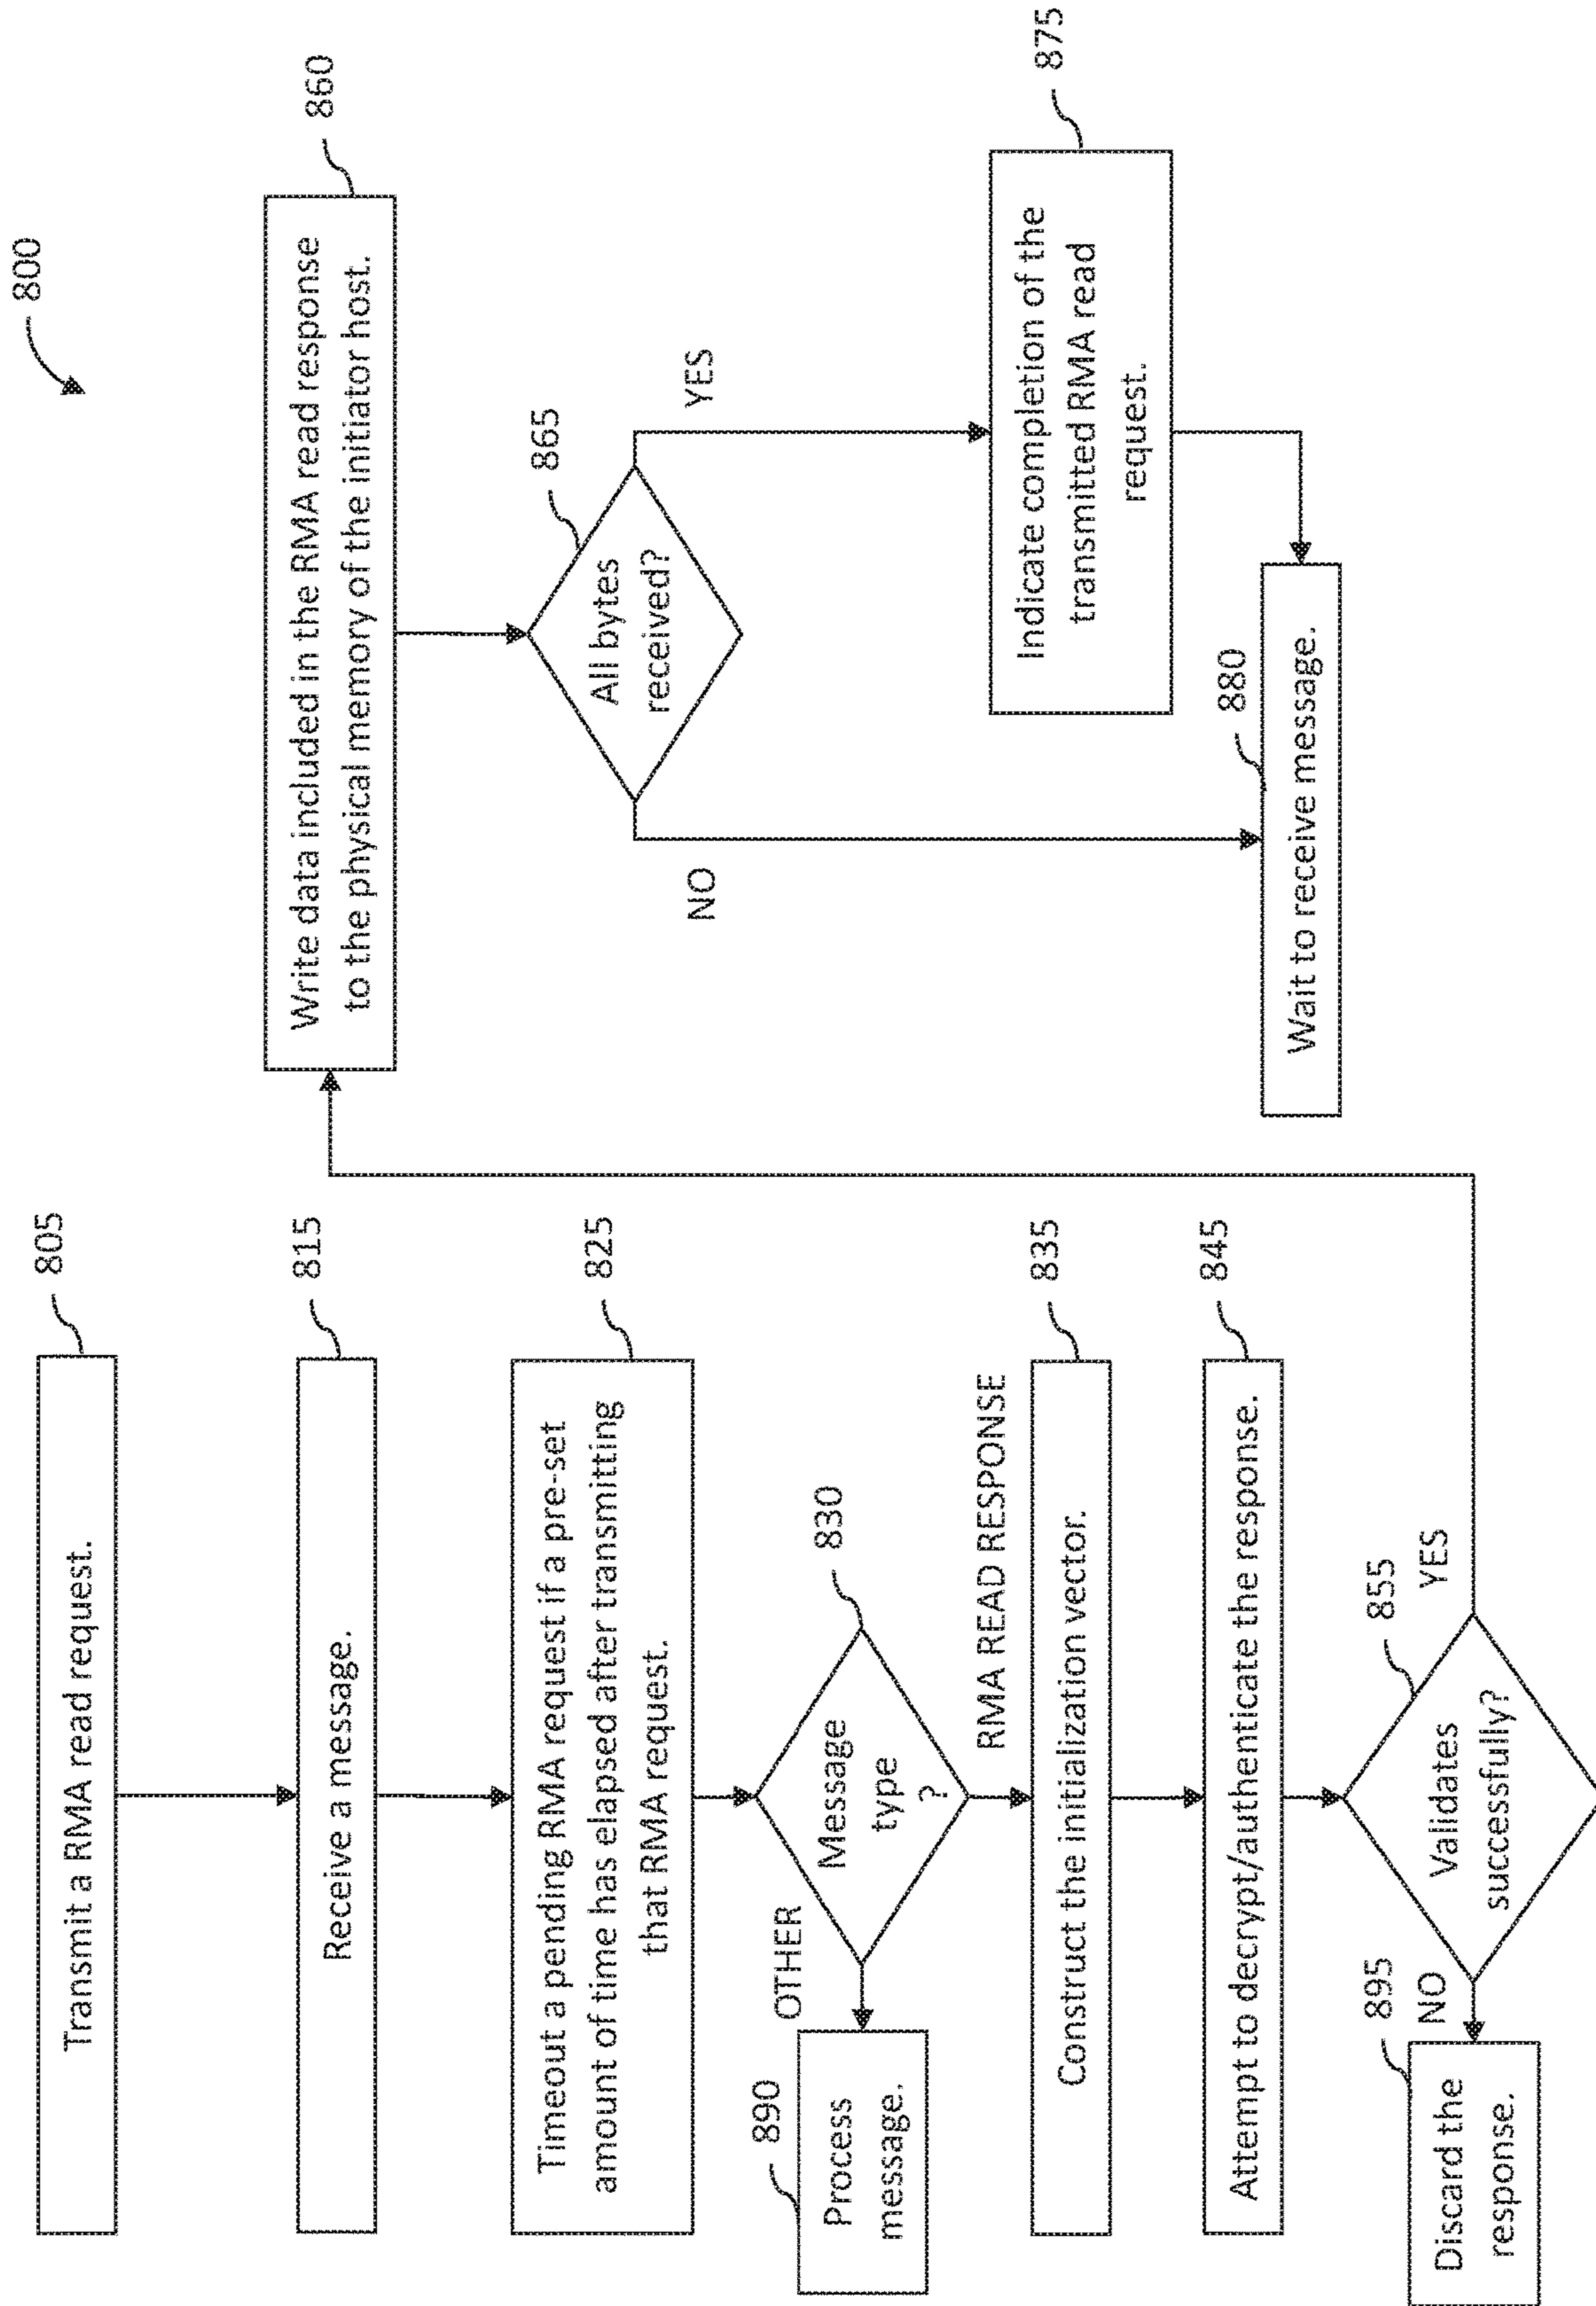 800
805
Transmit a RMA read request.
815
Receive a message.
825
Timeout a pending RMA request if a pre-set
amount of time has elapsed after transmitting
that RMA request.
830
Message
type
?
OTHER
890
Process
message.
RMA READ RESPONSE
835
Construct the initialization vector.
845
Attempt to decrypt/authenticate the response.
855
Validates
successfully?
YES
NO
895
Discard the
response.
860
Write data included in the RMA read response
to the physical memory of the initiator host.
865
All bytes
received?
YES
NO
875
Indicate completion of the
transmitted RMA read
request.
880
Wait to receive message.